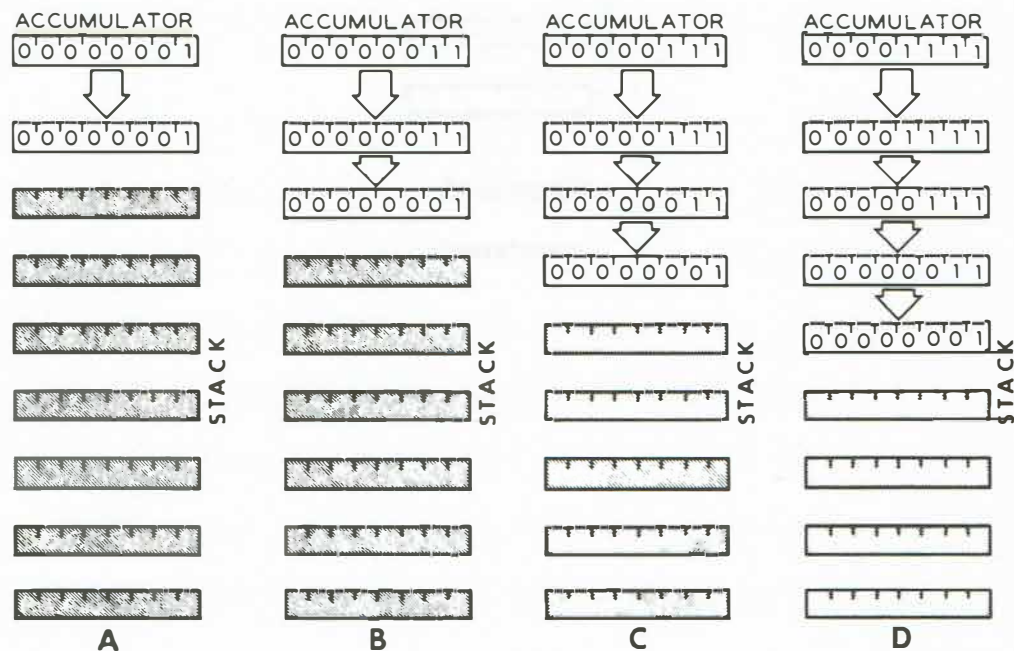 ACCUMULATOR ACCUMULATOR ACCUMULATOR ACCUMULATOR
00000001 00000011 00000111 00001111
00000001 00000011 00000111 00001111
00000001 00000011 00000111
00000001 00000011
00000001
STACK STACK STACK STACK
A B C D